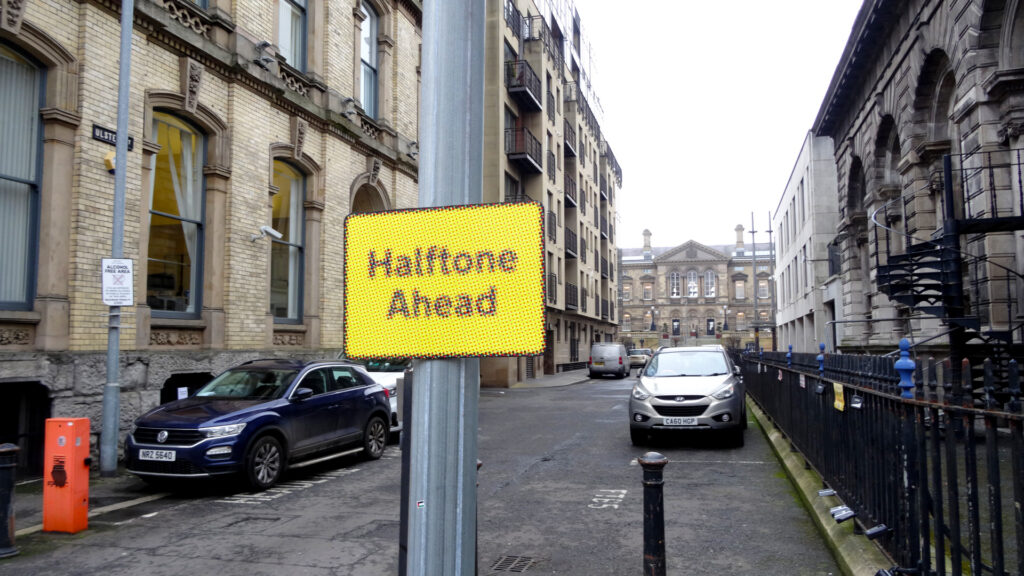 ULSTER
ALCOHOL
FREE AREA
Halftone
Ahead
NRZ 5640
CA60 HGP